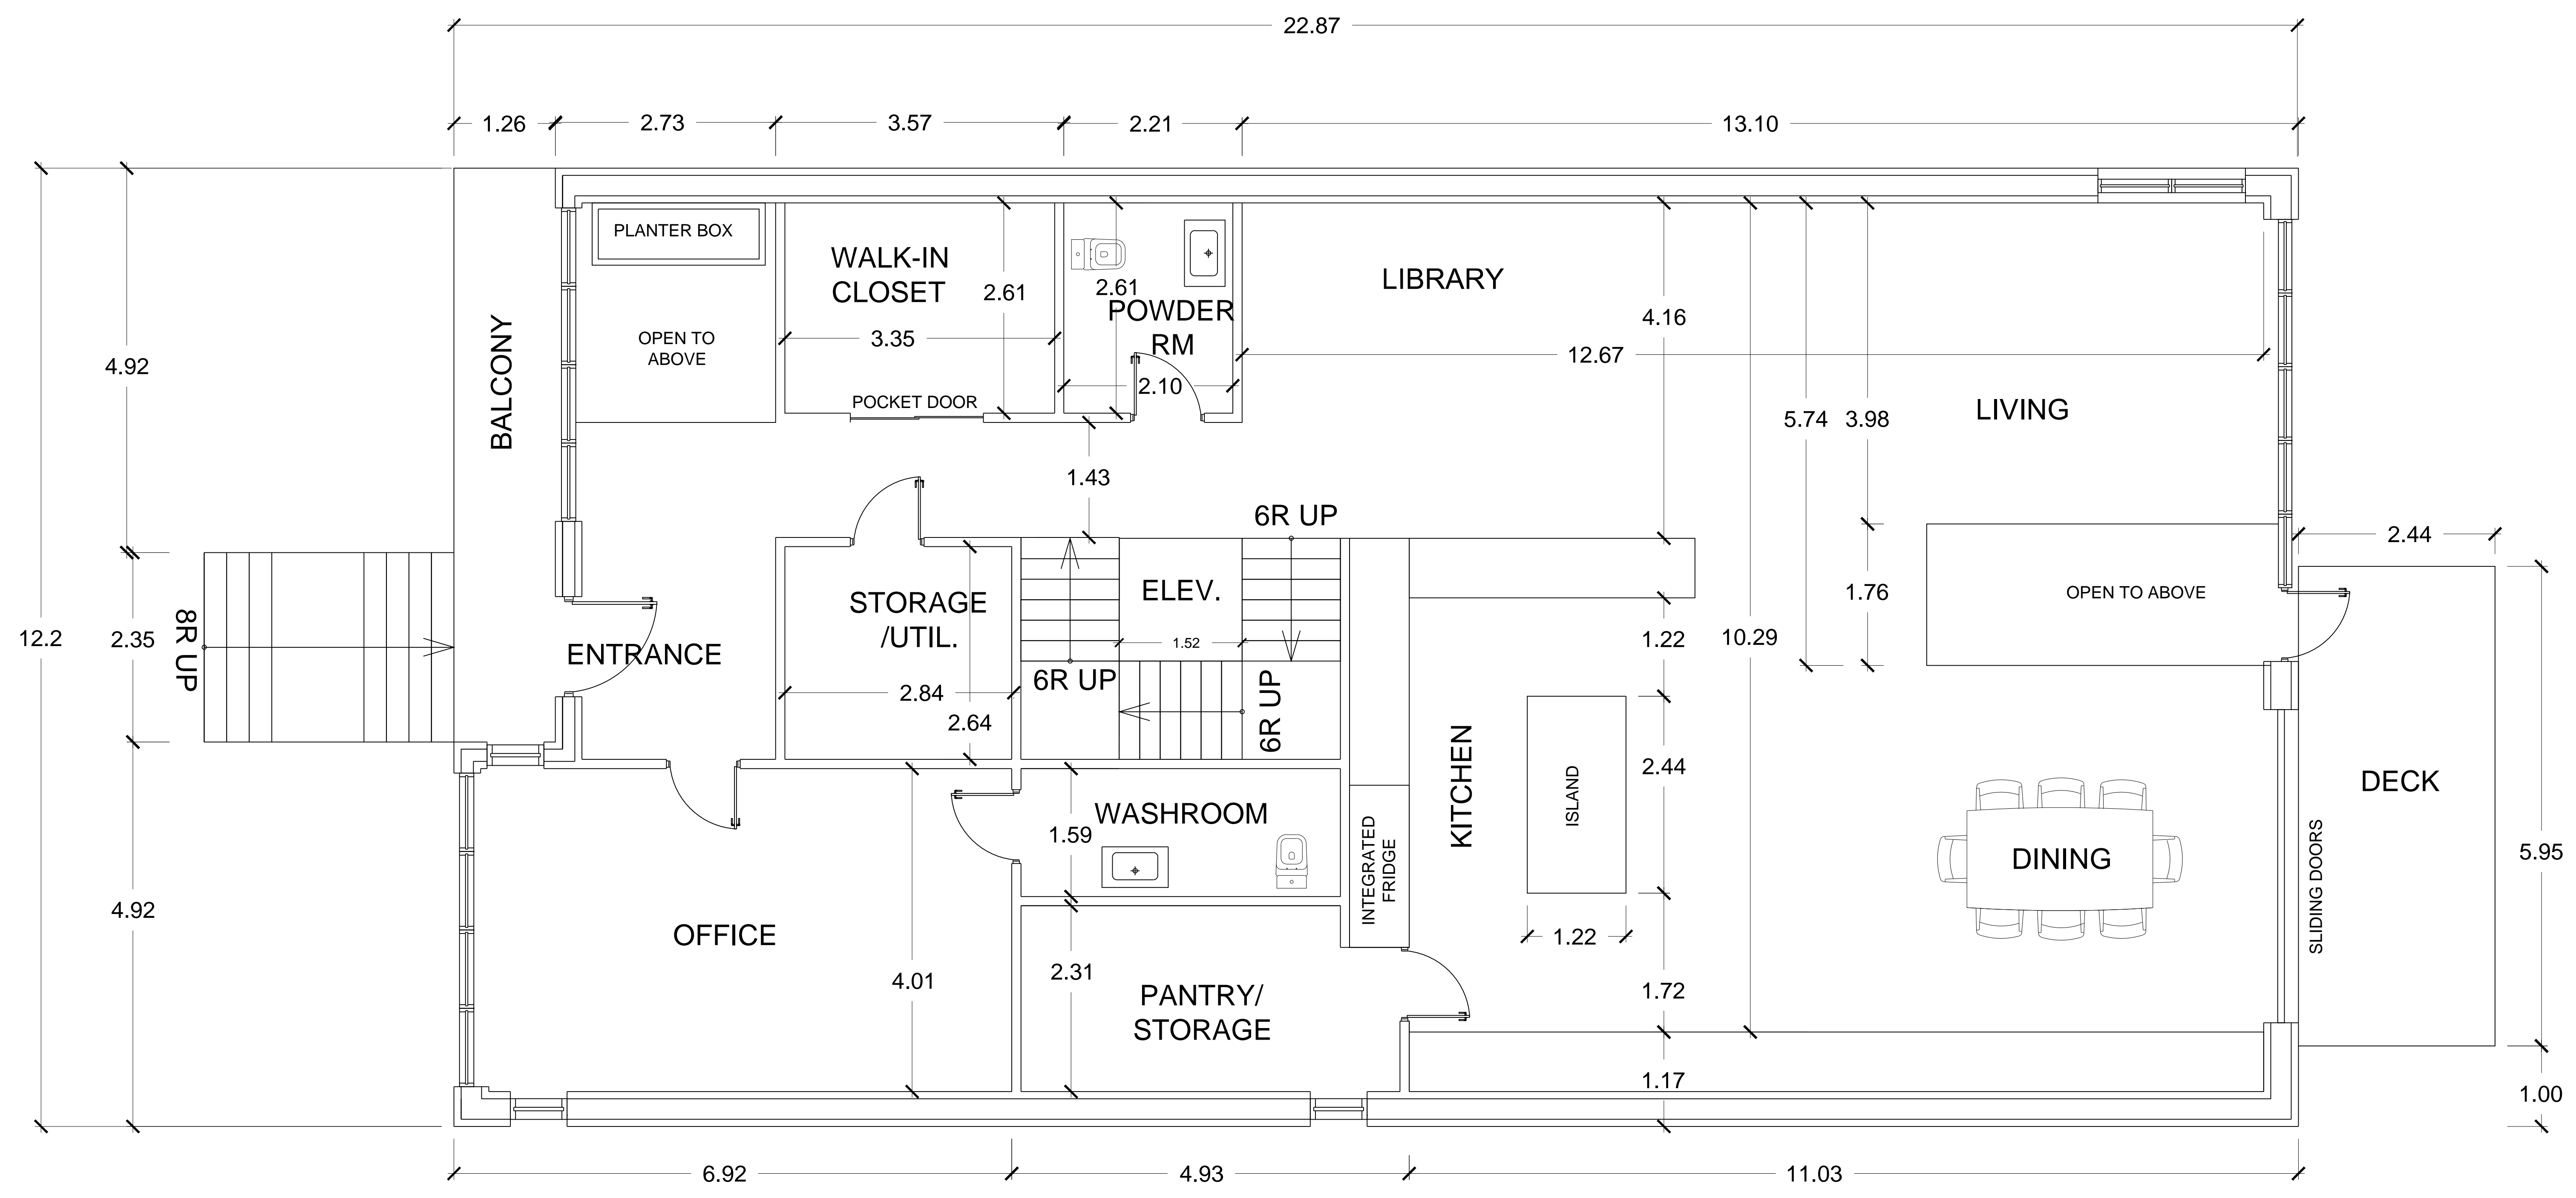 22.87
1.26
2.73
3.57
2.21
13.10
PLANTER BOX
WALK-IN
CLOSET
2.61
2.61
POWDER
RM
LIBRARY
4.16
OPEN TO
ABOVE
3.35
12.67
4.92
BALCONY
2.10
POCKET DOOR
5.74
3.98
LIVING
1.43
6R UP
2.44
ELEV.
STORAGE
/UTIL.
1.76
OPEN TO ABOVE
12.2
2.35
8R UP
ENTRANCE
1.52
1.22
10.29
6R UP
2.84
2.64
6R UP
KITCHEN
2.44
ISLAND
DECK
WASHROOM
1.59
INTEGRATED
FRIDGE
DINING
SLIDING DOORS
5.95
4.92
OFFICE
1.22
4.01
2.31
PANTRY/
STORAGE
1.72
1.17
1.00
6.92
4.93
11.03